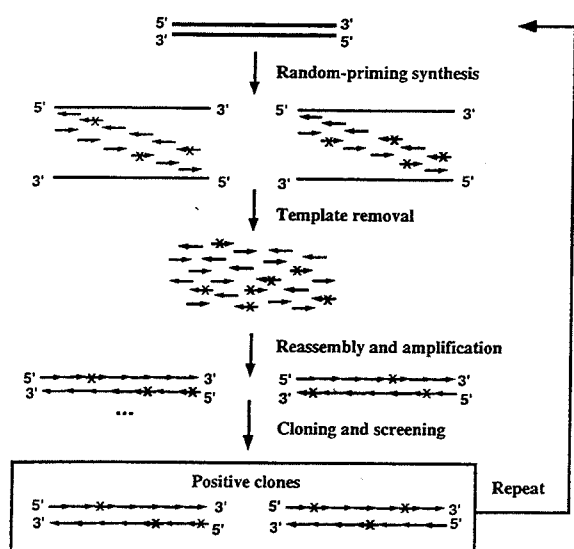 5' 3'
3' 5'
Random-priming synthesis
5' 3' 5' 3'
3' 5' 3' 5'
Template removal
Reassembly and amplification
5' 3' 5' 3'
3' 5' 3' 5'
...
Cloning and screening
Positive clones
Repeat
5' 3' 5' 3'
3' 5' 3' 5'